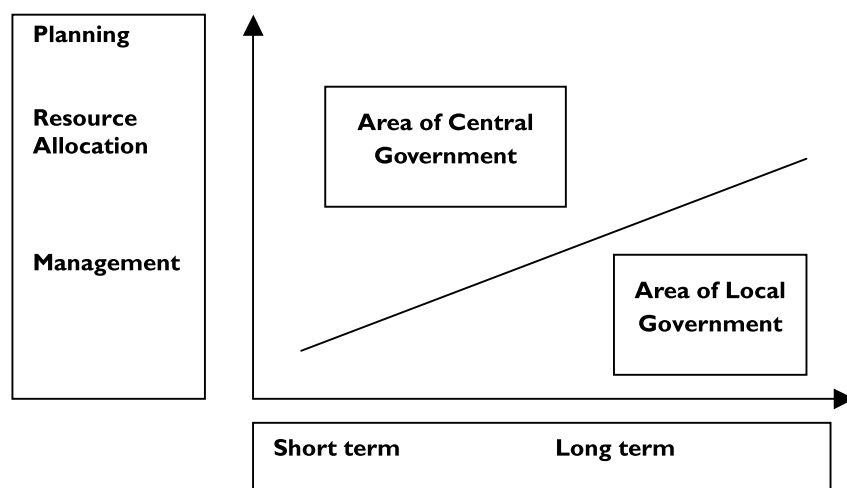 Planning
Resource
Allocation
Management
Area of Central
Government
Area of Local
Government
Short term
Long term